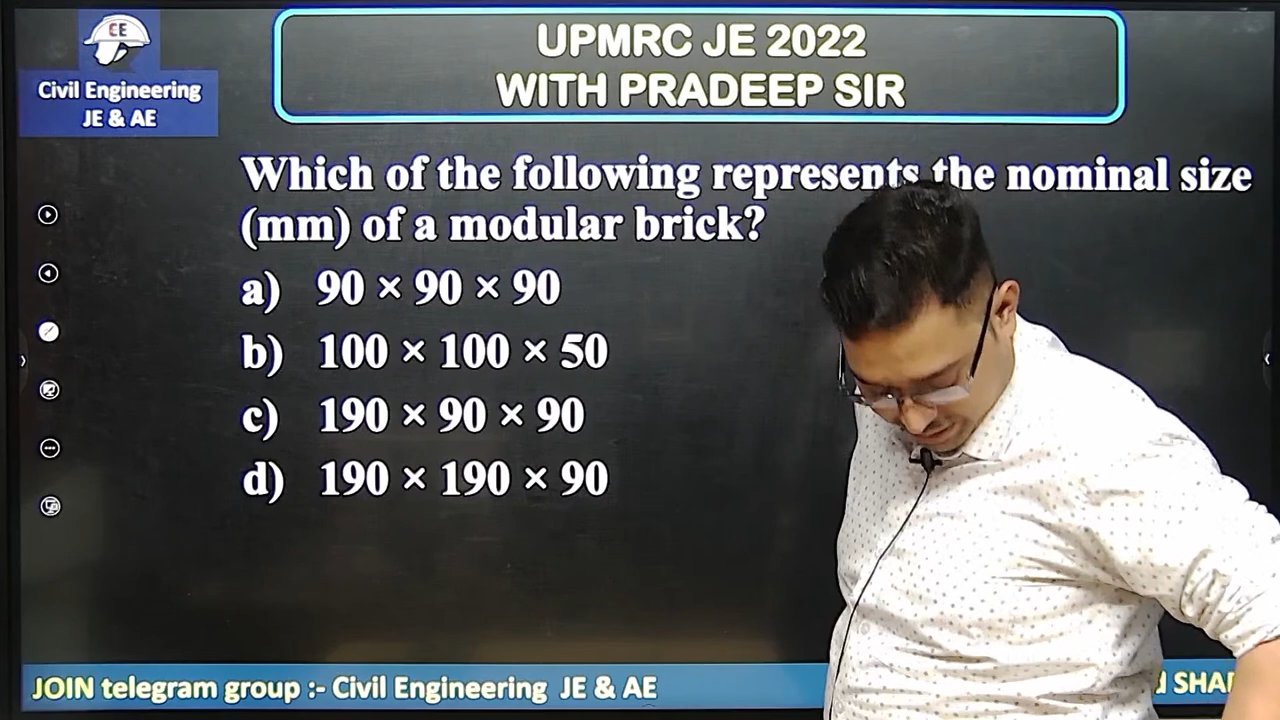 CE
Civil Engineering
JE & AE
UPMRC JE 2022
WITH PRADEEP SIR
Which of the following represents the nominal size
(mm) of a modular brick?
a) 90 × 90 × 90
b) 100 × 100 × 50
c) 190 × 90 × 90
d) 190 × 190 × 90
JOIN telegram group :- Civil Engineering JE & AE